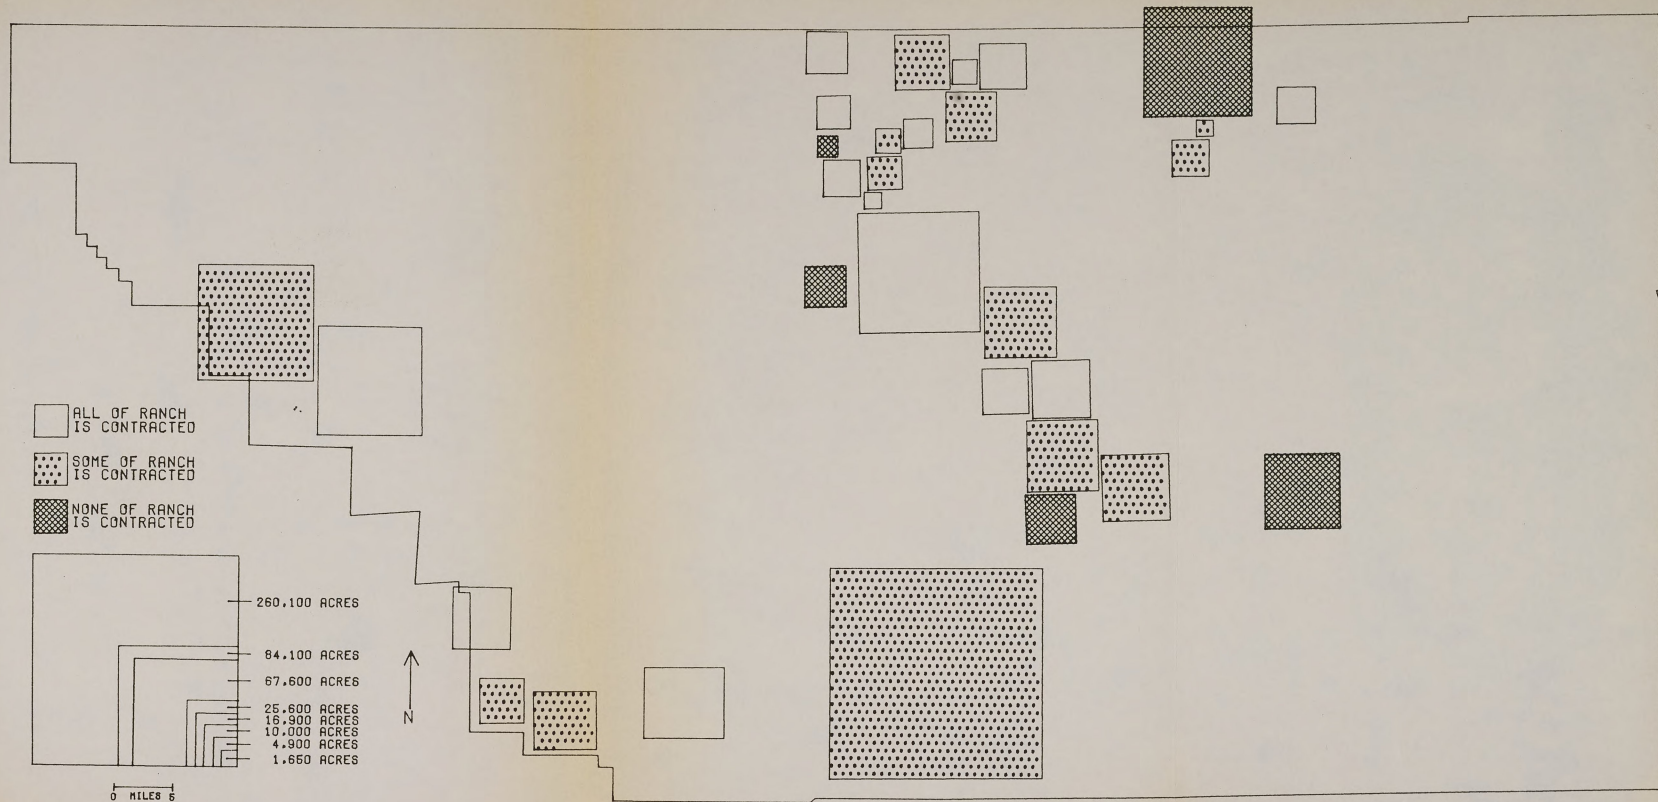 ALL OF RANCH
IS CONTRACTED
SOME OF RANCH
IS CONTRACTED
NONE OF RANCH
IS CONTRACTED
260,100 ACRES
84,100 ACRES
67,600 ACRES
25,600 ACRES
16,900 ACRES
10,000 ACRES
4,900 ACRES
1,650 ACRES
N
0 MILES 5